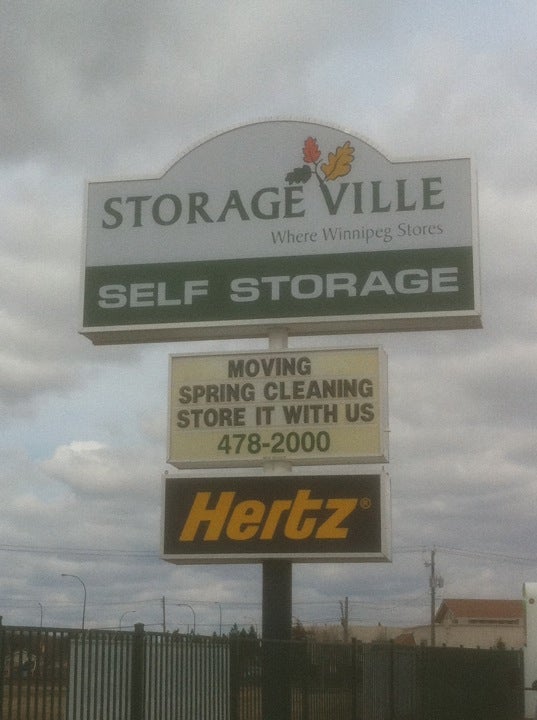 STORAGE VILLE
Where Winnipeg Stores
SELF STORAGE
MOVING
SPRING CLEANING
STORE IT WITH US
478-2000
Hertz®